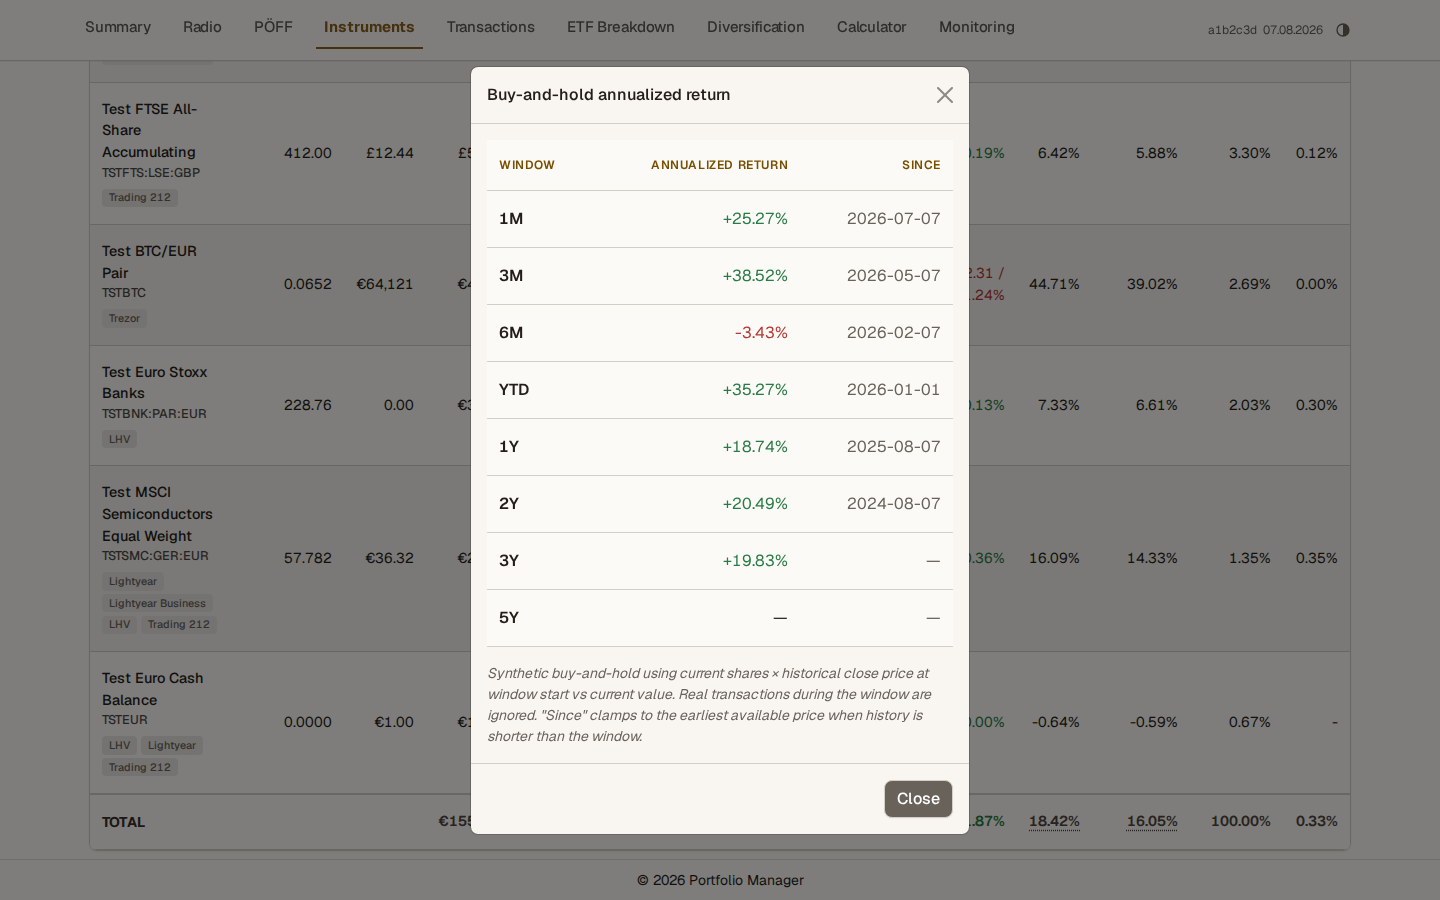 Summary Radio PÖFF Instruments Transactions ETF Breakdown Diversification Calculator Monitoring a1b2c3d 07.08.2026
Buy-and-hold annualized return
WINDOW ANNUALIZED RETURN SINCE
1M +25.27% 2026-07-07
3M +38.52% 2026-05-07
6M -3.43% 2026-02-07
YTD +35.27% 2026-01-01
1Y +18.74% 2025-08-07
2Y +20.49% 2024-08-07
3Y +19.83% —
5Y — —
Synthetic buy-and-hold using current shares × historical close price at
window start vs current value. Real transactions during the window are
ignored. "Since" clamps to the earliest available price when history is
shorter than the window.
Close
Test FTSE All-
Share
Accumulating
TSTFTS:LSE:GBP
Trading 212
412.00 £12.44 6.42% 5.88% 3.30% 0.12%
Test BTC/EUR
Pair
TSTBTC
Trezor
0.0652 €64,121 44.71% 39.02% 2.69% 0.00%
Test Euro Stoxx
Banks
TSTBNK:PAR:EUR
LHV
228.76 0.00 7.33% 6.61% 2.03% 0.30%
Test MSCI
Semiconductors
Equal Weight
TSTSMC:GER:EUR
Lightyear
Lightyear Business
LHV Trading 212
57.782 €36.32 16.09% 14.33% 1.35% 0.35%
Test Euro Cash
Balance
TSTEUR
LHV Lightyear
Trading 212
0.0000 €1.00 -0.64% -0.59% 0.67% -
TOTAL 18.42% 16.05% 100.00% 0.33%
© 2026 Portfolio Manager